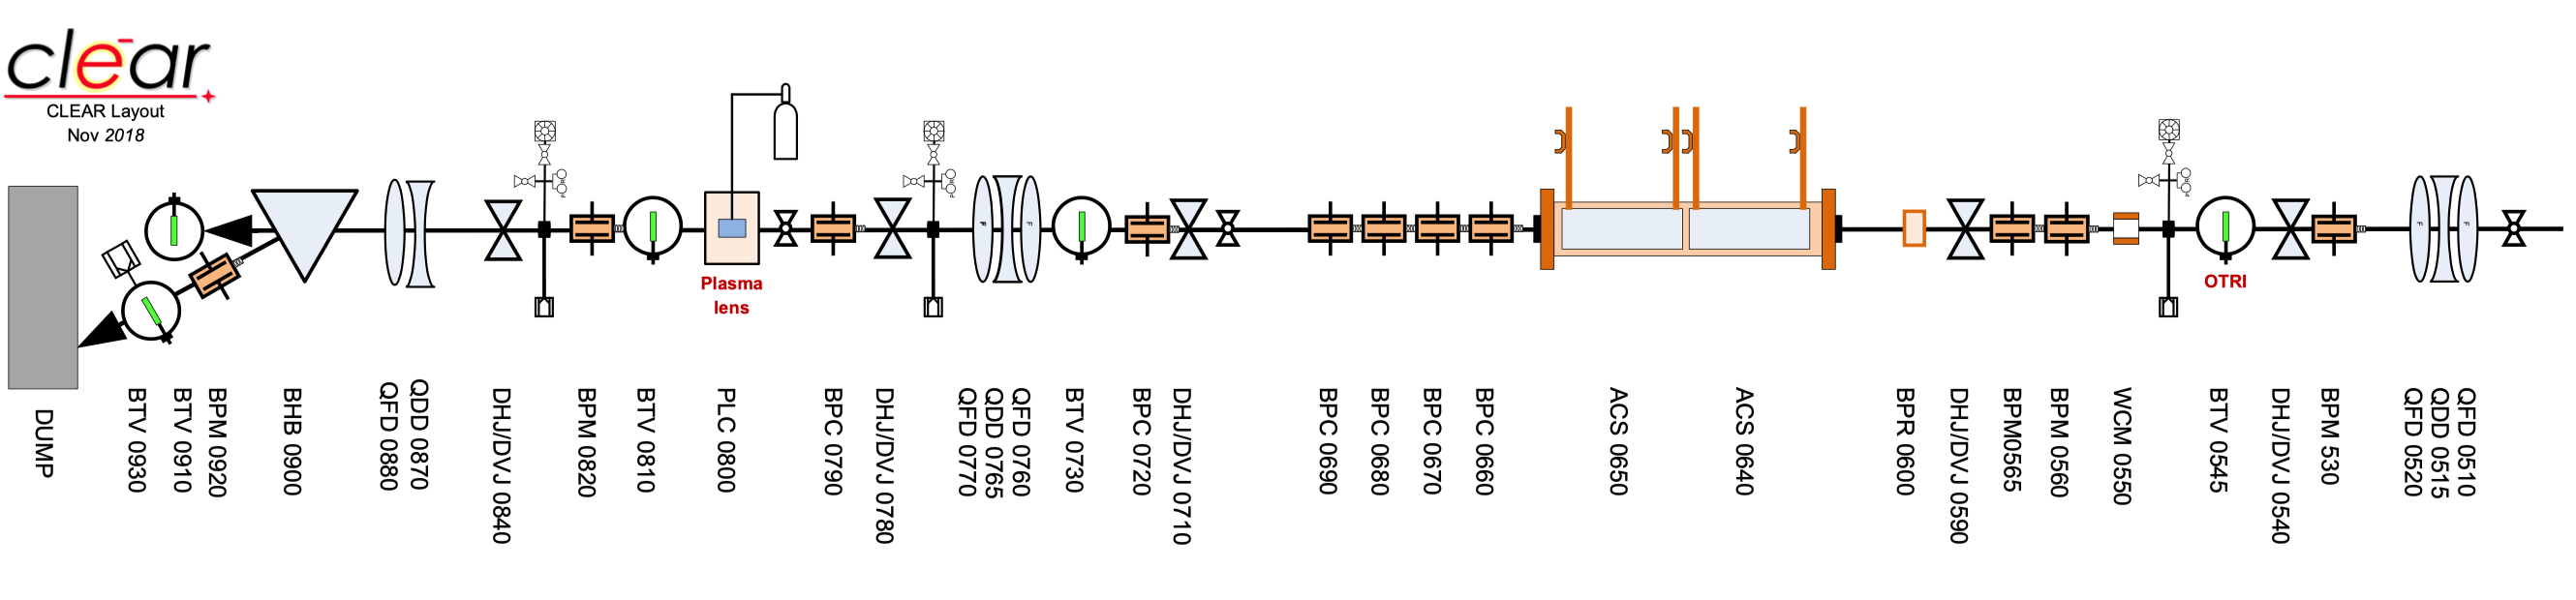 clear
CLEAR Layout
Nov 2018
Plasma
lens
OTRI
F
F
F
F
DUMP
BTV 0930
BTV 0910
BPM 0920
BHB 0900
QFD 0880
QDD 0870
DHJ/DVJ 0840
BPM 0820
BTV 0810
PLC 0800
BPC 0790
DHJ/DVJ 0780
QFD 0770
QDD 0765
QFD 0760
BTV 0730
BPC 0720
DHJ/DVJ 0710
BPC 0690
BPC 0680
BPC 0670
BPC 0660
ACS 0650
ACS 0640
BPR 0600
DHJ/DVJ 0590
BPM0565
BPM 0560
WCM 0550
BTV 0545
DHJ/DVJ 0540
BPM 530
QFD 0520
QDD 0515
QFD 0510